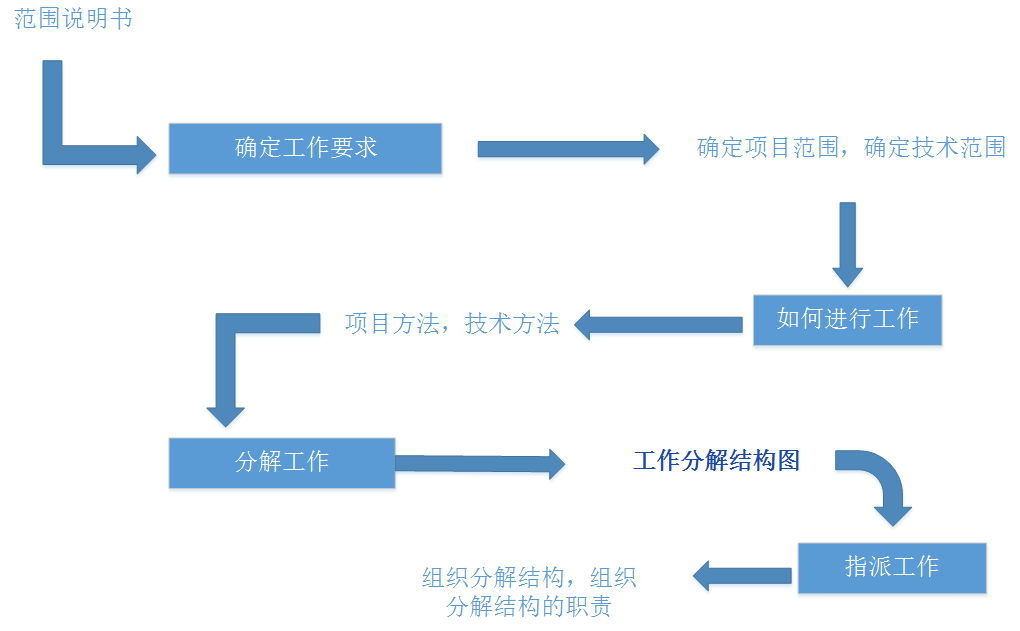 范围说明书
确定工作要求
确定项目范围，确定技术范围
如何进行工作
项目方法，技术方法
分解工作
工作分解结构图
指派工作
组织分解结构，组织
分解结构的职责